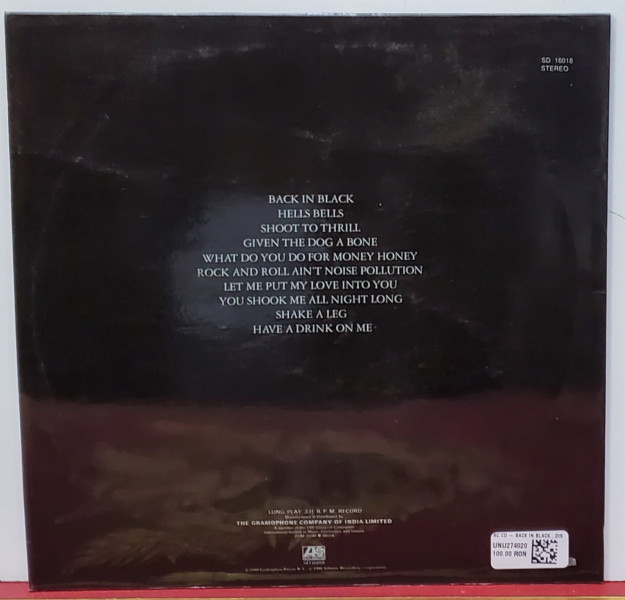 SD 16018
STEREO
BACK IN BLACK
HELLS BELLS
SHOOT TO THRILL
GIVEN THE DOG A BONE
WHAT DO YOU DO FOR MONEY HONEY
ROCK AND ROLL AIN'T NOISE POLLUTION
LET ME PUT MY LOVE INTO YOU
YOU SHOOK ME ALL NIGHT LONG
SHAKE A LEG
HAVE A DRINK ON ME
LONG PLAY 33⅓ R.P.M. RECORD
THE GRAMOPHONE COMPANY OF INDIA LIMITED
BACK IN BLACK
UNU274920
100.00 RON